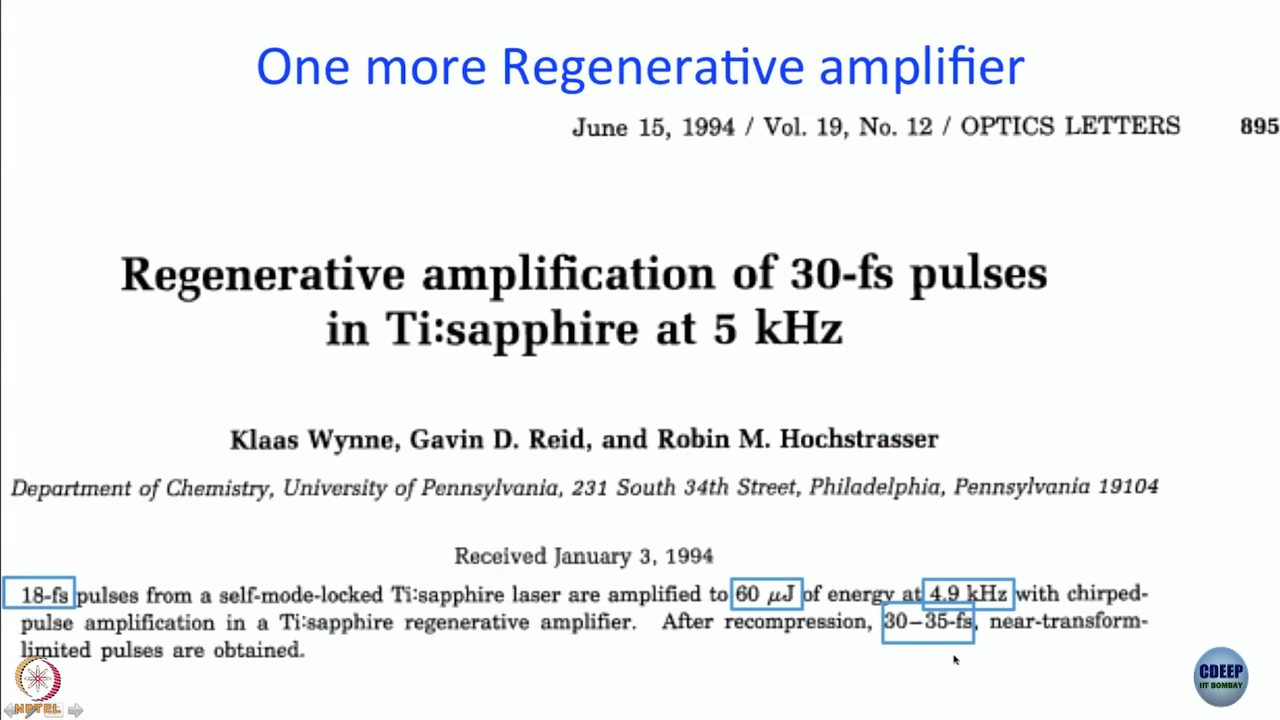 One more Regenerative amplifier
June 15, 1994 / Vol. 19, No. 12 / OPTICS LETTERS 895
Regenerative amplification of 30-fs pulses
in Ti:sapphire at 5 kHz
Klaas Wynne, Gavin D. Reid, and Robin M. Hochstrasser
Department of Chemistry, University of Pennsylvania, 231 South 34th Street, Philadelphia, Pennsylvania 19104
Received January 3, 1994
18-fs pulses from a self-mode-locked Ti:sapphire laser are amplified to 60 μJ of energy at 4.9 kHz with chirped-
pulse amplification in a Ti:sapphire regenerative amplifier. After recompression, 30–35-fs, near-transform-
limited pulses are obtained.
NPTEL
CDEEP
IIT BOMBAY